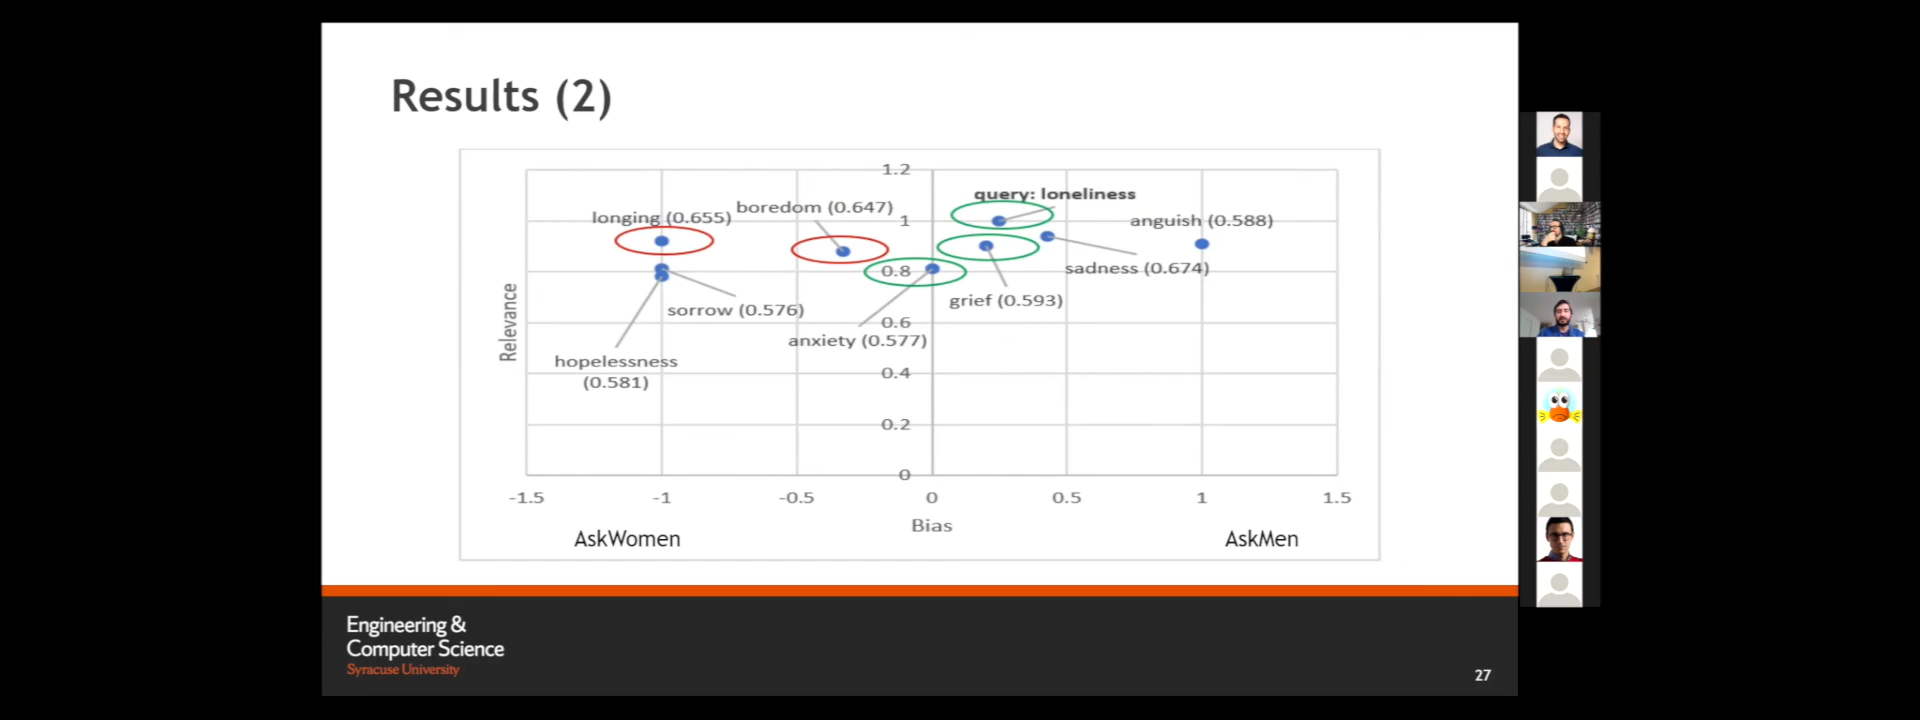 Results (2)
1.2
query: loneliness
boredom (0.647)
longing (0.655)
1
anguish (0.588)
0.8
sadness (0.674)
grief (0.593)
sorrow (0.576)
0.6
anxiety (0.577)
Relevance
hopelessness
(0.581)
0.4
0.2
0
-1.5 -1 -0.5 0 0.5 1 1.5
Bias
AskWomen AskMen
Engineering &
Computer Science
Syracuse University
27